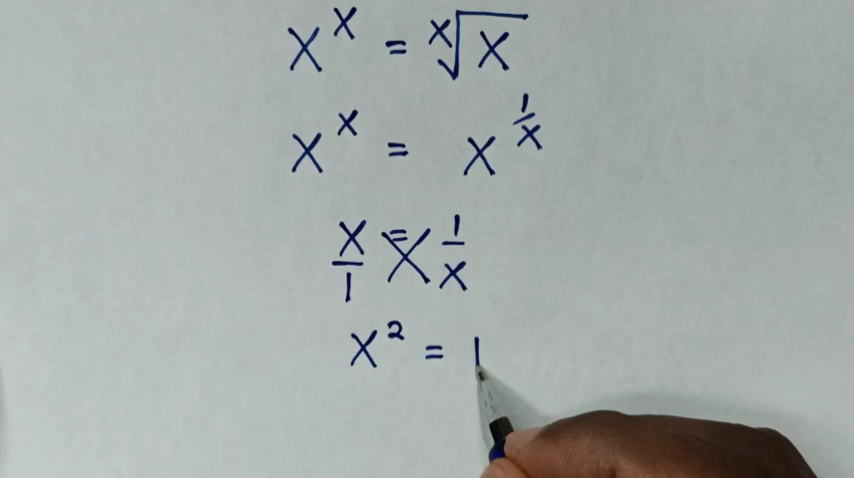 x^x = ˣ√x
x^x = x^(1/x)
x/1 = 1/x
x² = 1